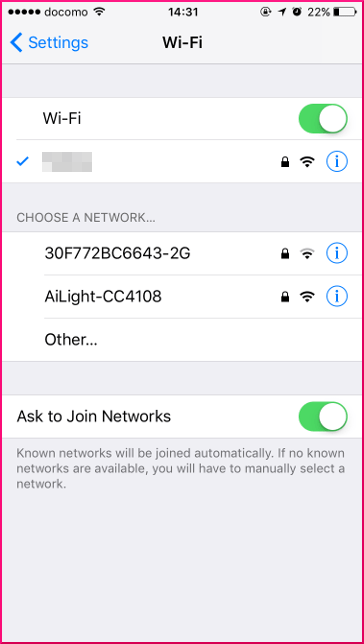 docomo 14:31 22%
Settings Wi-Fi
Wi-Fi
CHOOSE A NETWORK...
30F772BC6643-2G
AiLight-CC4108
Other...
Ask to Join Networks
Known networks will be joined automatically. If no known
networks are available, you will have to manually select a
network.